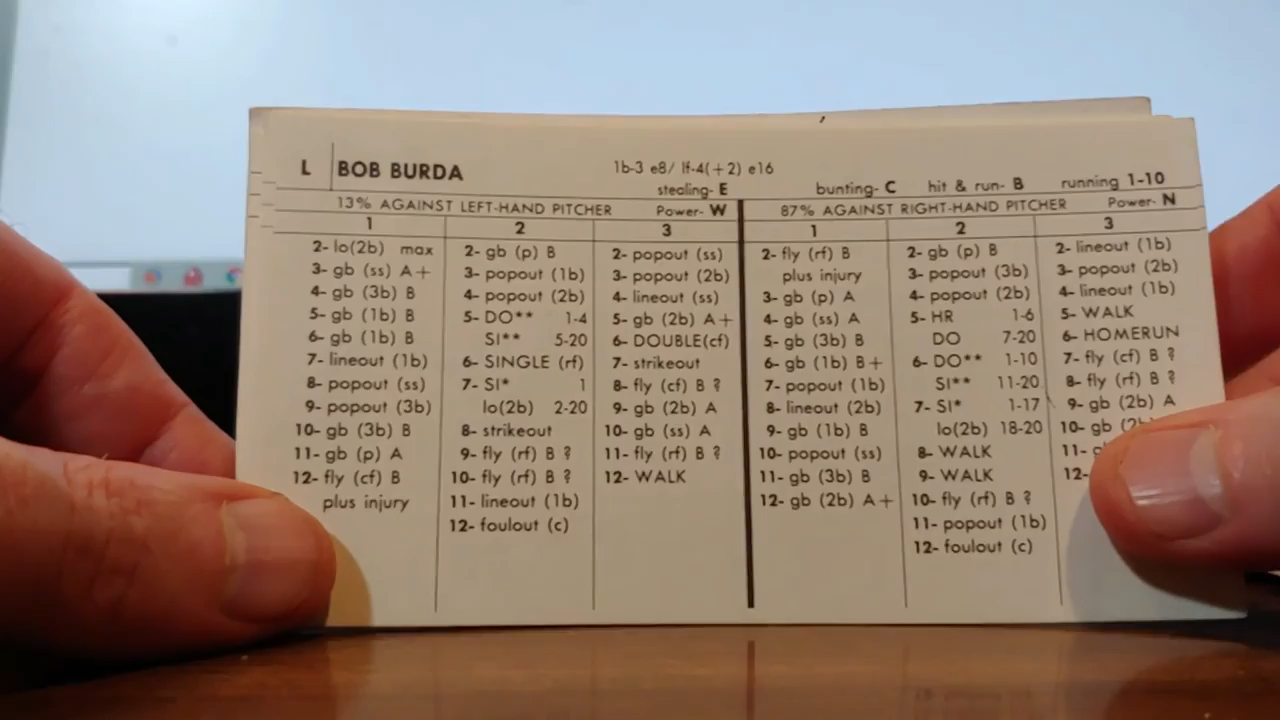 L BOB BURDA 1b-3 e8/ lf-4(+2) e16
stealing- E bunting- C hit & run- B running 1-10
13% AGAINST LEFT-HAND PITCHER Power- W 87% AGAINST RIGHT-HAND PITCHER Power- N
1
2- lo(2b) max
3- gb (ss) A+
4- gb (3b) B
5- gb (1b) B
6- gb (1b) B
7- lineout (1b)
8- popout (ss)
9- popout (3b)
10- gb (3b) B
11- gb (p) A
12- fly (cf) B
plus injury
2
2- gb (p) B
3- popout (1b)
4- popout (2b)
5- DO** 1-4
SI** 5-20
6- SINGLE (rf)
7- SI* 1
lo(2b) 2-20
8- strikeout
9- fly (rf) B ?
10- fly (rf) B ?
11- lineout (1b)
12- foulout (c)
3
2- popout (ss)
3- popout (2b)
4- lineout (ss)
5- gb (2b) A+
6- DOUBLE(cf)
7- strikeout
8- fly (cf) B ?
9- gb (2b) A
10- gb (ss) A
11- fly (rf) B ?
12- WALK
1
2- fly (rf) B
plus injury
3- gb (p) A
4- gb (ss) A
5- gb (3b) B
6- gb (1b) B+
7- popout (1b)
8- lineout (2b)
9- gb (1b) B
10- popout (ss)
11- gb (3b) B
12- gb (2b) A+
2
2- gb (p) B
3- popout (3b)
4- popout (2b)
5- HR 1-6
DO 7-20
6- DO** 1-10
SI** 11-20
7- SI* 1-17
lo(2b) 18-20
8- WALK
9- WALK
10- fly (rf) B ?
11- popout (1b)
12- foulout (c)
3
2- lineout (1b)
3- popout (2b)
4- lineout (1b)
5- WALK
6- HOMERUN
7- fly (cf) B ?
8- fly (rf) B ?
9- gb (2b) A
10- gb
11-
12-